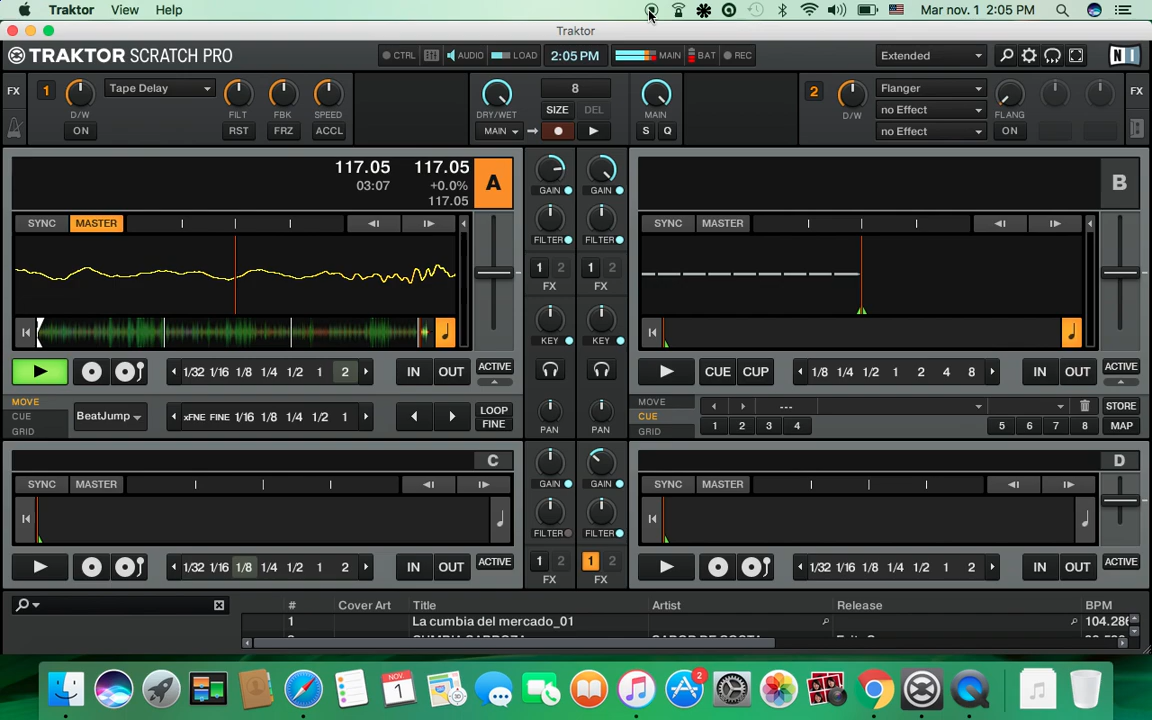 Traktor View Help Mar nov. 1 2:05 PM
Traktor
TRAKTOR SCRATCH PRO CTRL AUDIO LOAD 2:05 PM MAIN BAT REC Extended NI
FX 1 Tape Delay 8 2 Flanger FX
D/W FILT FBK SPEED DRY/WET SIZE DEL MAIN D/W no Effect FLANG
ON RST FRZ ACCL MAIN S Q no Effect ON
117.05 117.05 A B
03:07 +0.0%
117.05
GAIN GAIN
SYNC MASTER SYNC MASTER
FILTER FILTER
1 2 1 2
FX FX
KEY KEY
1/32 1/16 1/8 1/4 1/2 1 2 IN OUT ACTIVE CUE CUP 1/8 1/4 1/2 1 2 4 8 IN OUT ACTIVE
MOVE MOVE
CUE BeatJump xFNE FINE 1/16 1/8 1/4 1/2 1 LOOP CUE --- STORE
GRID FINE PAN PAN GRID 1 2 3 4 5 6 7 8 MAP
C D
SYNC MASTER GAIN GAIN SYNC MASTER
FILTER FILTER
1/32 1/16 1/8 1/4 1/2 1 2 IN OUT ACTIVE 1 2 1 2 1/32 1/16 1/8 1/4 1/2 1 2 IN OUT ACTIVE
FX FX
# Cover Art Title Artist Release BPM
1 La cumbia del mercado_01 104.286
1
2